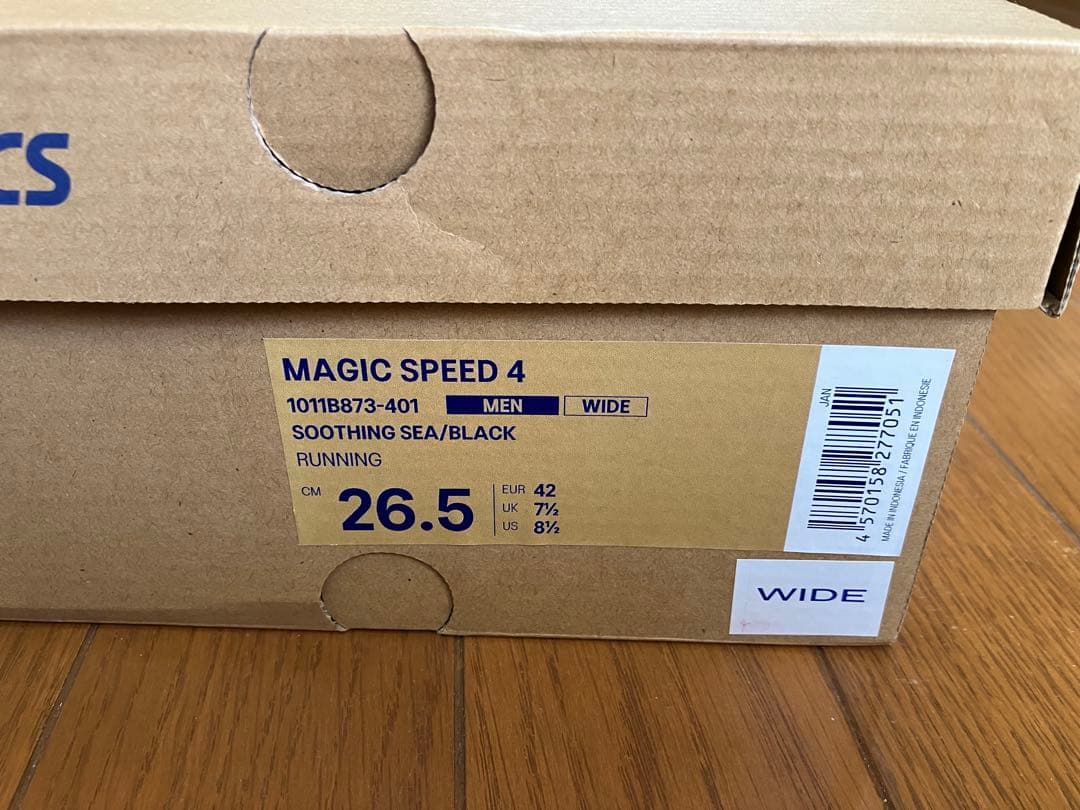 CS
MAGIC SPEED 4
1011B873-401 MEN WIDE
SOOTHING SEA/BLACK
RUNNING
CM 26.5
EUR 42
UK 7½
US 8½
JAN
4 570158 277051
MADE IN INDONESIA / FABRIQUE EN INDONESIE
WIDE